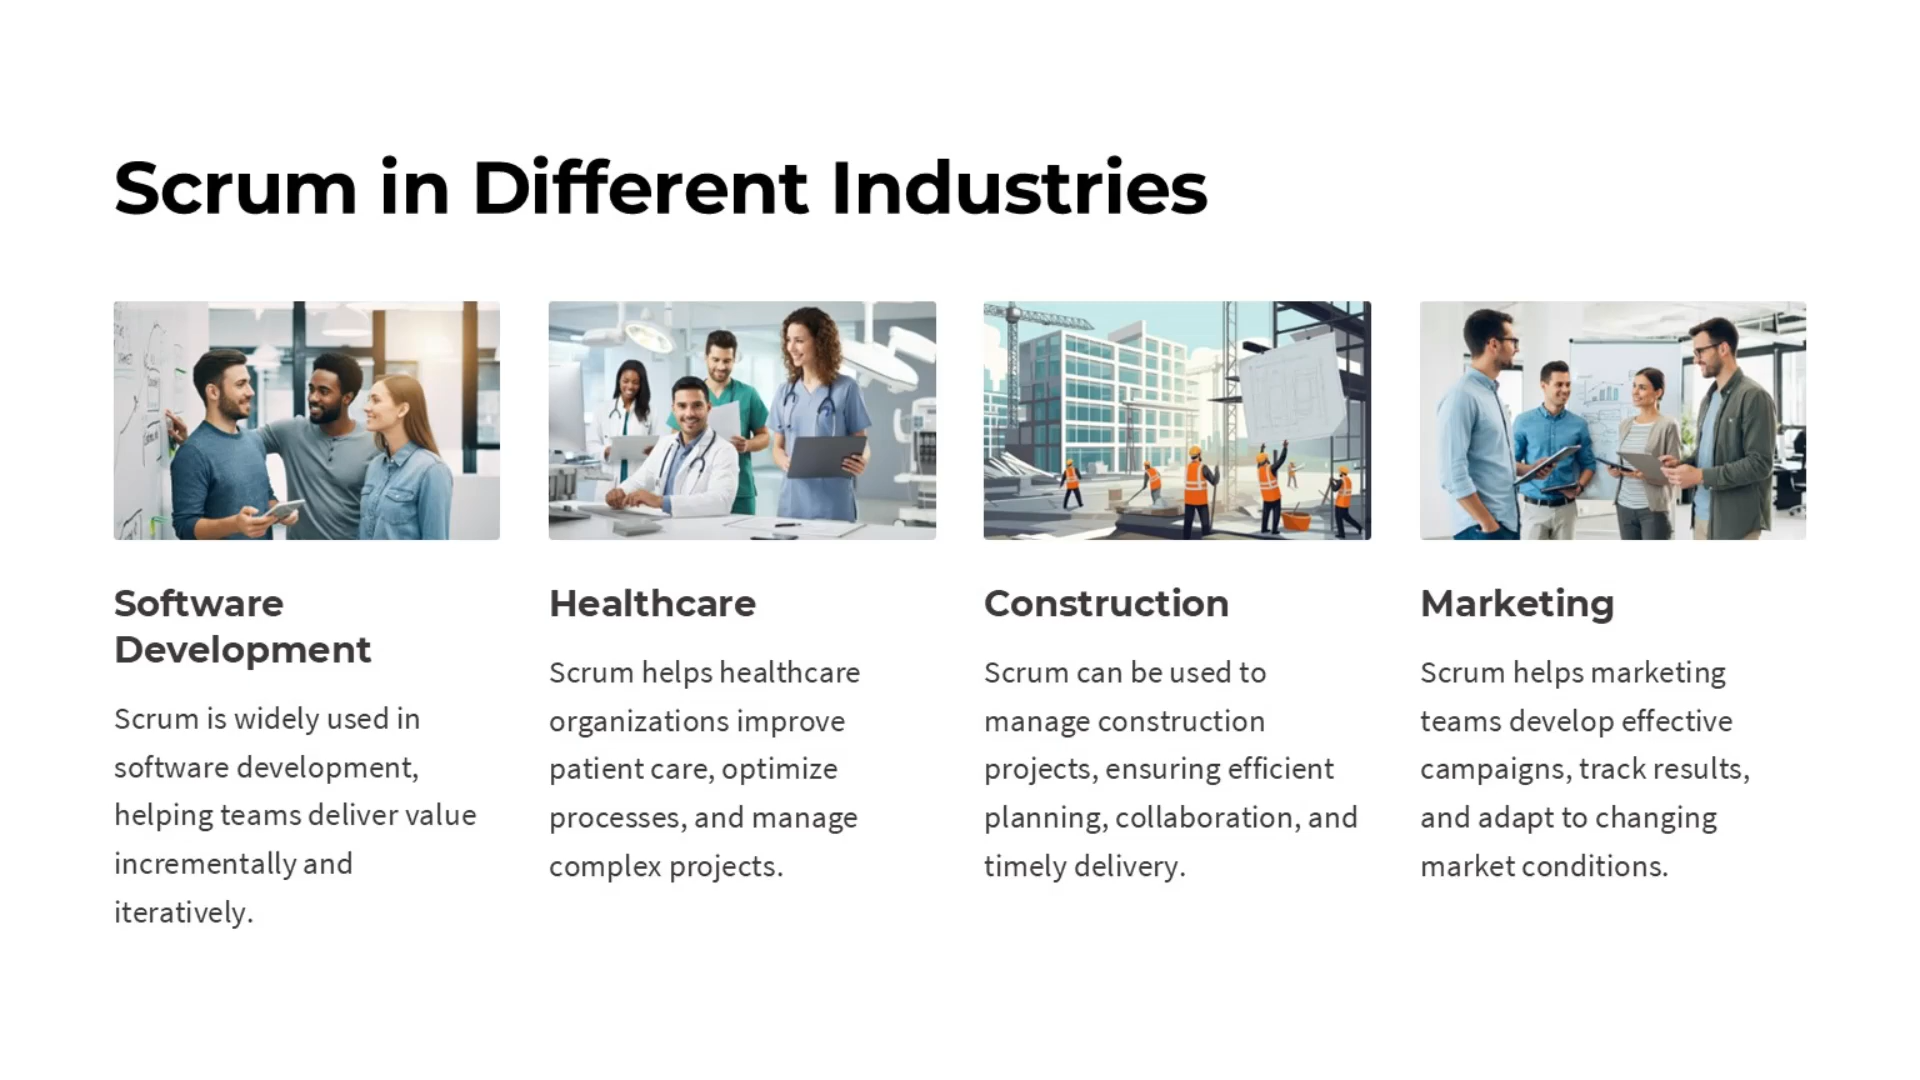 Scrum in Different Industries
Software
Development
Scrum is widely used in
software development,
helping teams deliver value
incrementally and
iteratively.
Healthcare
Scrum helps healthcare
organizations improve
patient care, optimize
processes, and manage
complex projects.
Construction
Scrum can be used to
manage construction
projects, ensuring efficient
planning, collaboration, and
timely delivery.
Marketing
Scrum helps marketing
teams develop effective
campaigns, track results,
and adapt to changing
market conditions.